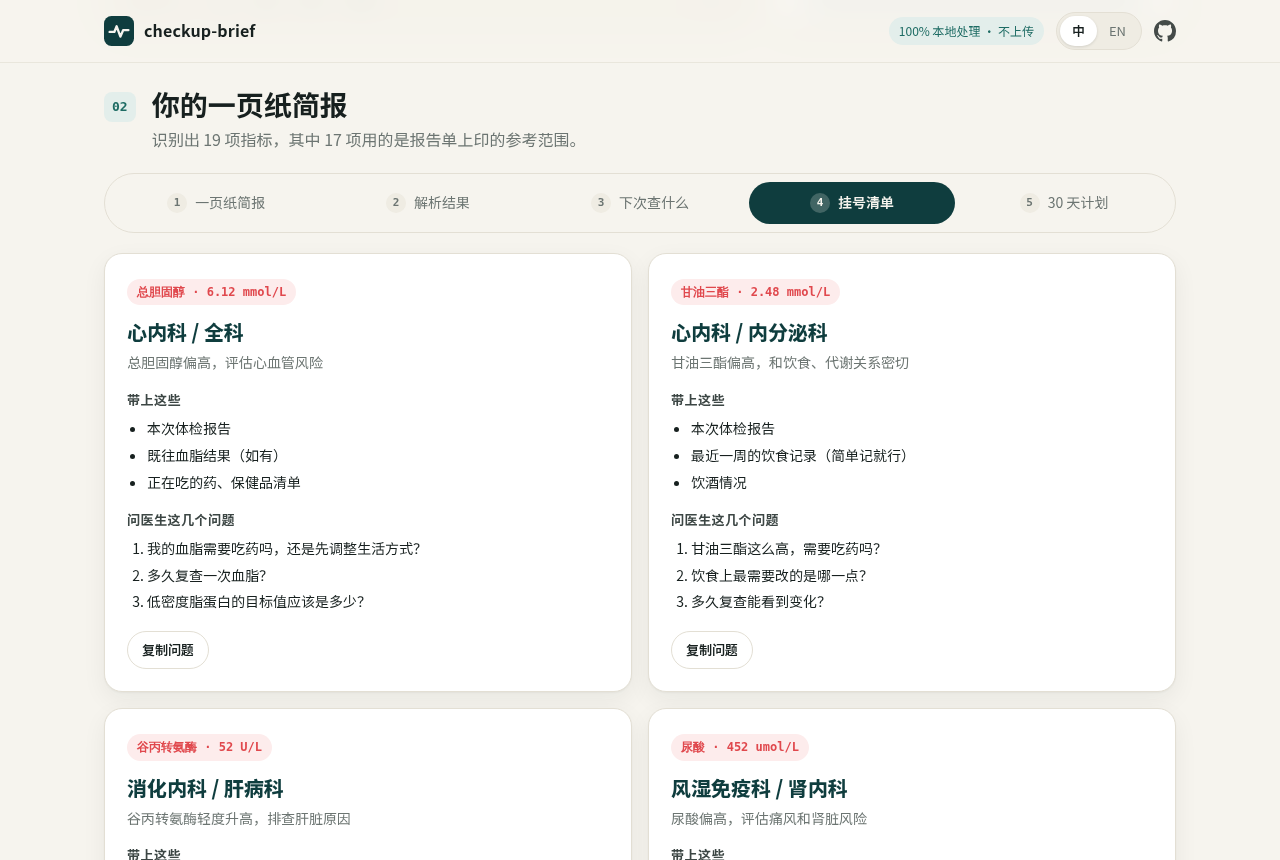 checkup-brief
100% 本地处理 · 不上传
中
EN
02
你的一页纸简报
识别出 19 项指标，其中 17 项用的是报告单上印的参考范围。
1 一页纸简报
2 解析结果
3 下次查什么
4 挂号清单
5 30 天计划
总胆固醇 · 6.12 mmol/L
心内科 / 全科
总胆固醇偏高，评估心血管风险
带上这些
本次体检报告
既往血脂结果（如有）
正在吃的药、保健品清单
问医生这几个问题
1. 我的血脂需要吃药吗，还是先调整生活方式？
2. 多久复查一次血脂？
3. 低密度脂蛋白的目标值应该是多少？
复制问题
甘油三酯 · 2.48 mmol/L
心内科 / 内分泌科
甘油三酯偏高，和饮食、代谢关系密切
带上这些
本次体检报告
最近一周的饮食记录（简单记就行）
饮酒情况
问医生这几个问题
1. 甘油三酯这么高，需要吃药吗？
2. 饮食上最需要改的是哪一点？
3. 多久复查能看到变化？
复制问题
谷丙转氨酶 · 52 U/L
消化内科 / 肝病科
谷丙转氨酶轻度升高，排查肝脏原因
带上这些
尿酸 · 452 umol/L
风湿免疫科 / 肾内科
尿酸偏高，评估痛风和肾脏风险
带上这些